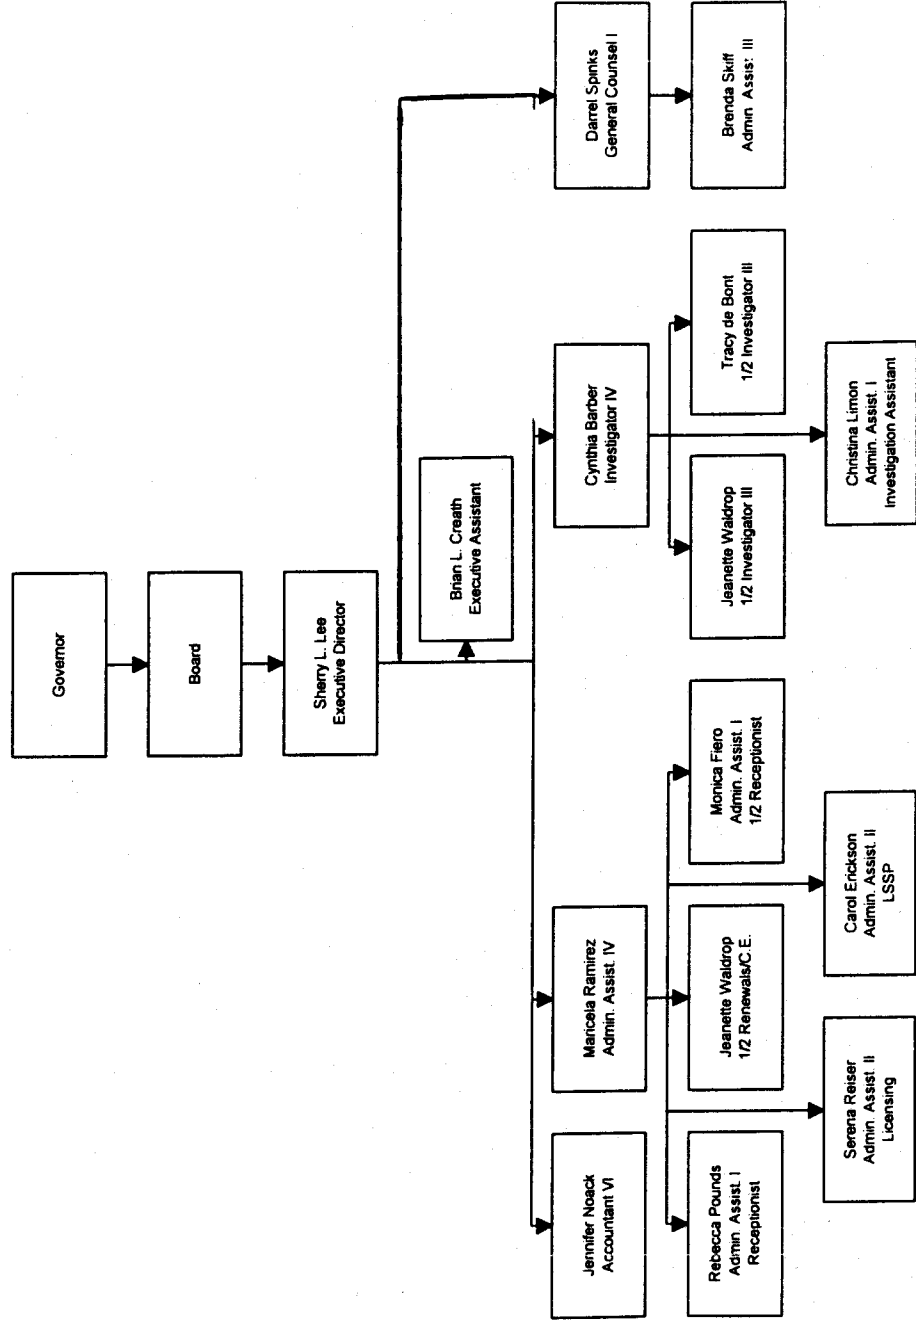 Governor
Board
Sherry L. Lee
Executive Director
Brian L. Creath
Executive Assistant
Jennifer Noack
Accountant VI
Maricela Ramirez
Admin. Assist. IV
Cynthia Barber
Investigator IV
Darrel Spinks
General Counsel I
Rebecca Pounds
Admin. Assist. I
Receptionist
Jeanette Waldrop
1/2 Renewals/C.E.
Monica Fiero
Admin. Assist. I
1/2 Receptionist
Jeanette Waldrop
1/2 Investigator III
Tracy de Bont
1/2 Investigator III
Brenda Skiff
Admin. Assist. III
Serena Reiser
Admin. Assist. II
Licensing
Carol Erickson
Admin. Assist. II
LSSP
Christina Limon
Admin. Assist. I
Investigation Assistant